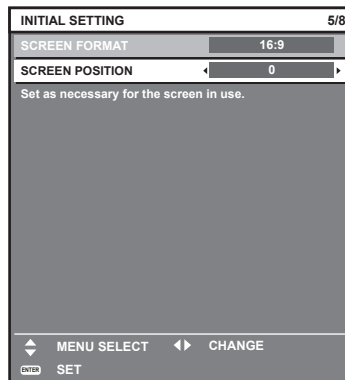 INITIAL SETTING 5/8
SCREEN FORMAT 16:9
SCREEN POSITION 0
Set as necessary for the screen in use.
MENU SELECT CHANGE
ENTER SET